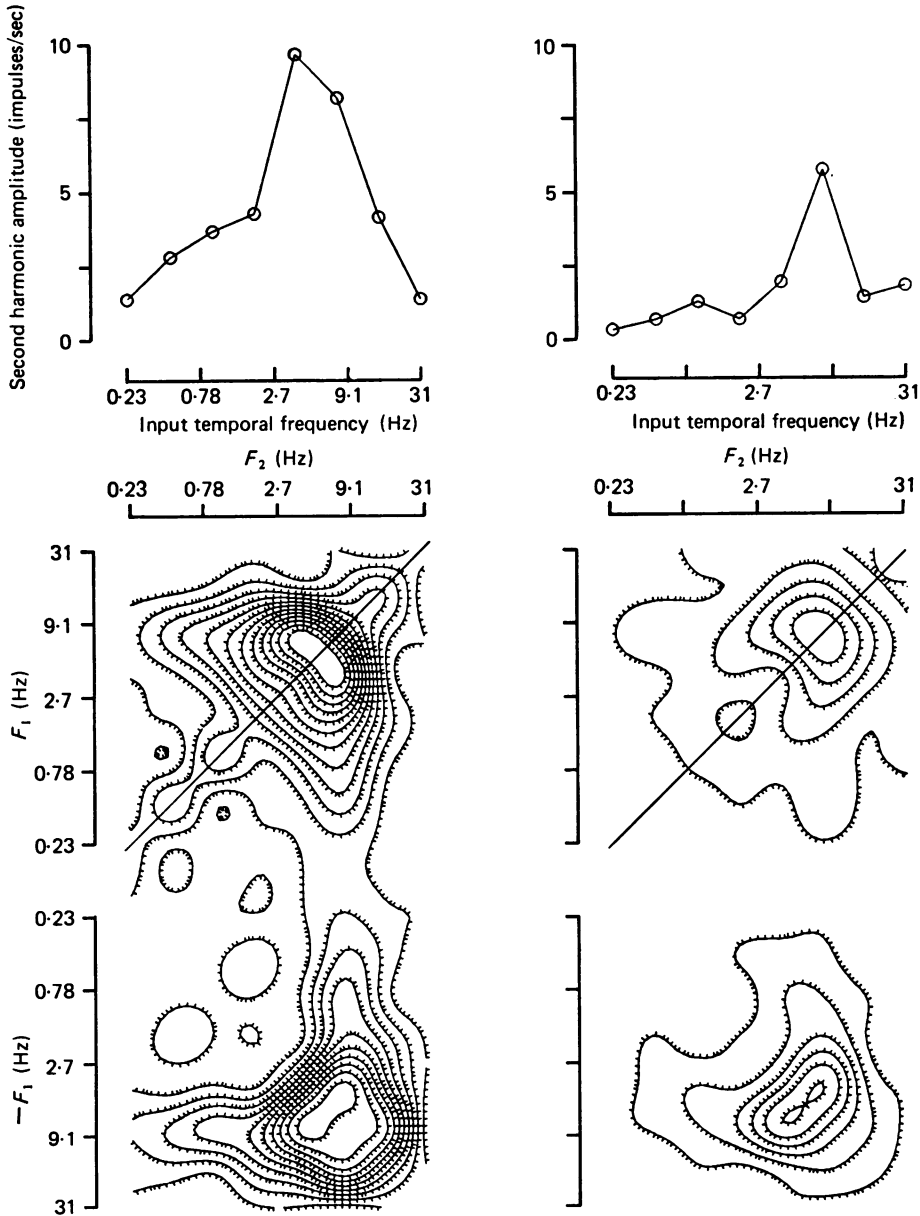 Second harmonic amplitude (impulses/sec)
10
5
0
0·23 0·78 2·7 9·1 31
Input temporal frequency (Hz)
10
5
0
0·23 2·7 31
Input temporal frequency (Hz)
F₂ (Hz)
0·23 0·78 2·7 9·1 31
F₂ (Hz)
0·23 2·7 31
F₁ (Hz)
31
9·1
2·7
0·78
0·23
—F₁ (Hz)
0·23
0·78
2·7
9·1
31